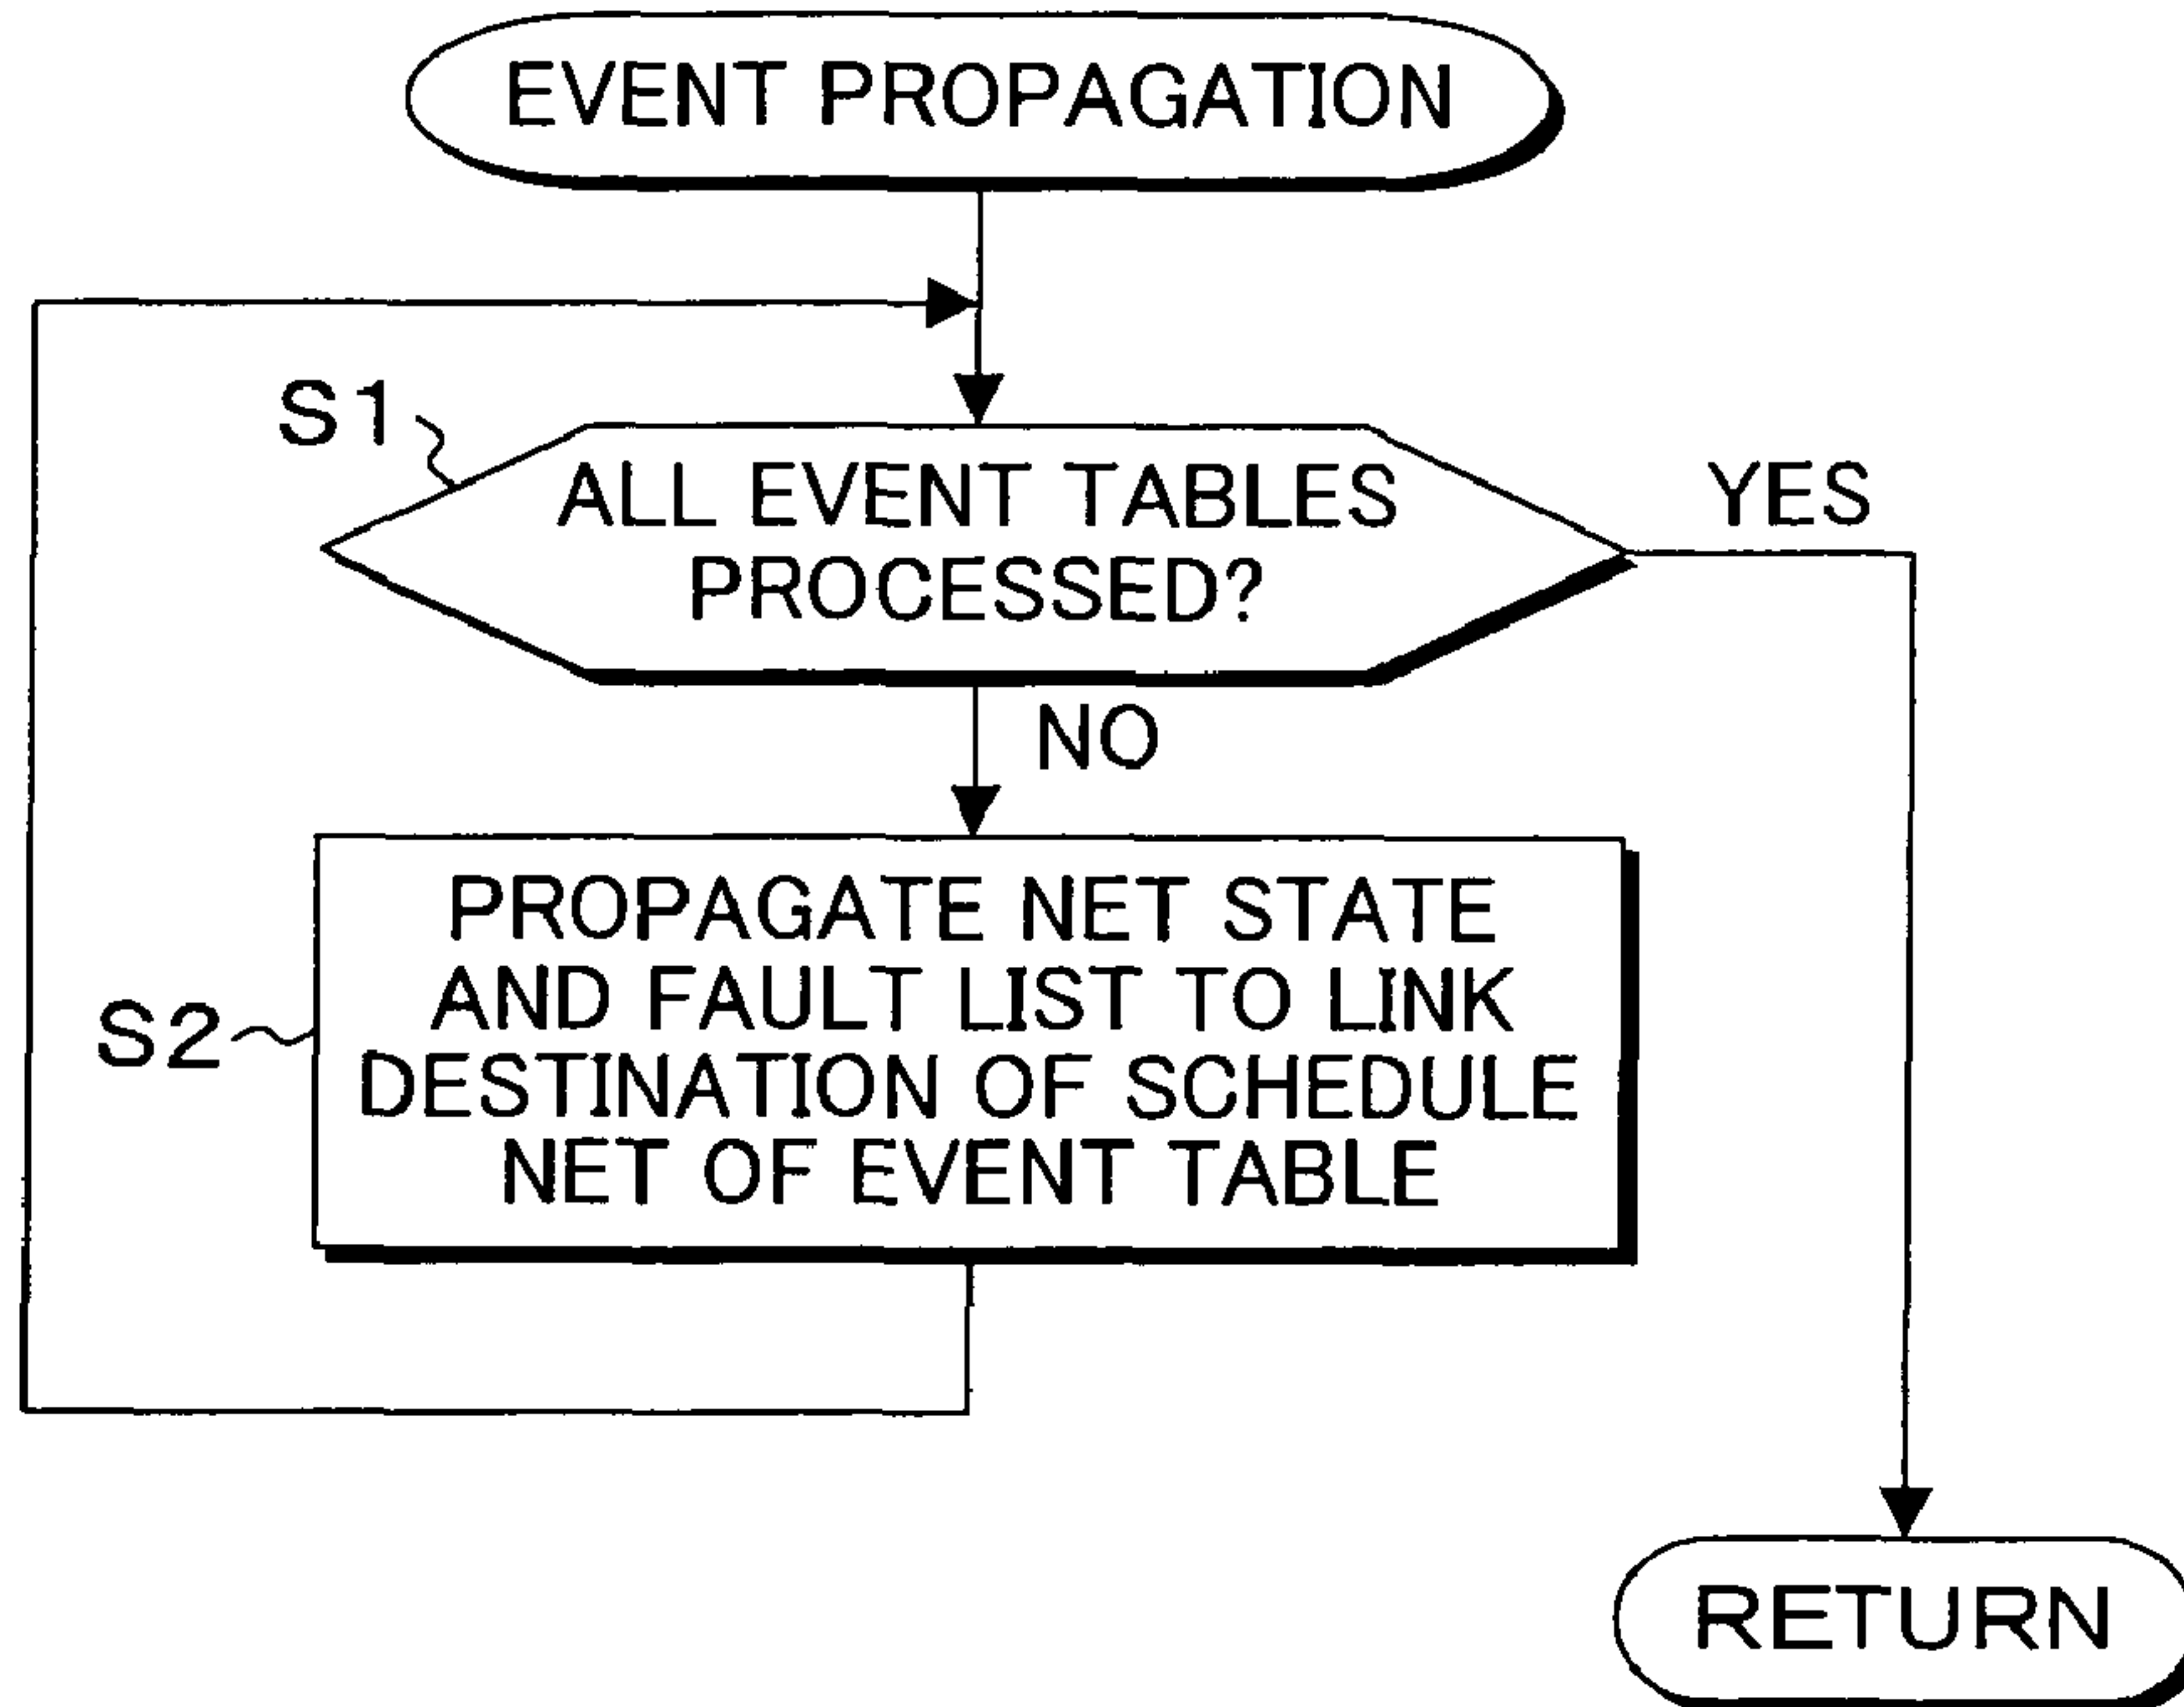 EVENT PROPAGATION
S1
ALL EVENT TABLES
PROCESSED?
YES
NO
S2
PROPAGATE NET STATE
AND FAULT LIST TO LINK
DESTINATION OF SCHEDULE
NET OF EVENT TABLE
RETURN